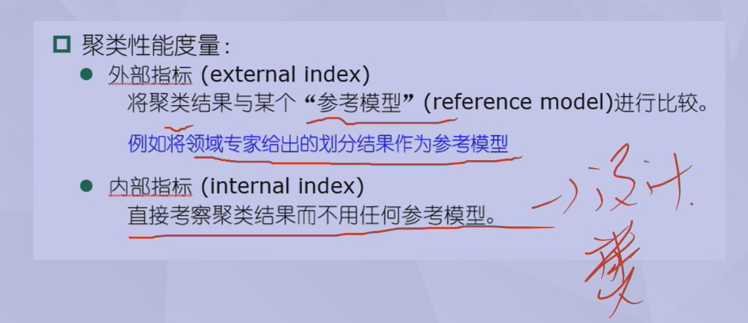 聚类性能度量：
外部指标 (external index)
将聚类结果与某个“参考模型”(reference model)进行比较。
例如将领域专家给出的划分结果作为参考模型
内部指标 (internal index)
直接考察聚类结果而不用任何参考模型。
设计